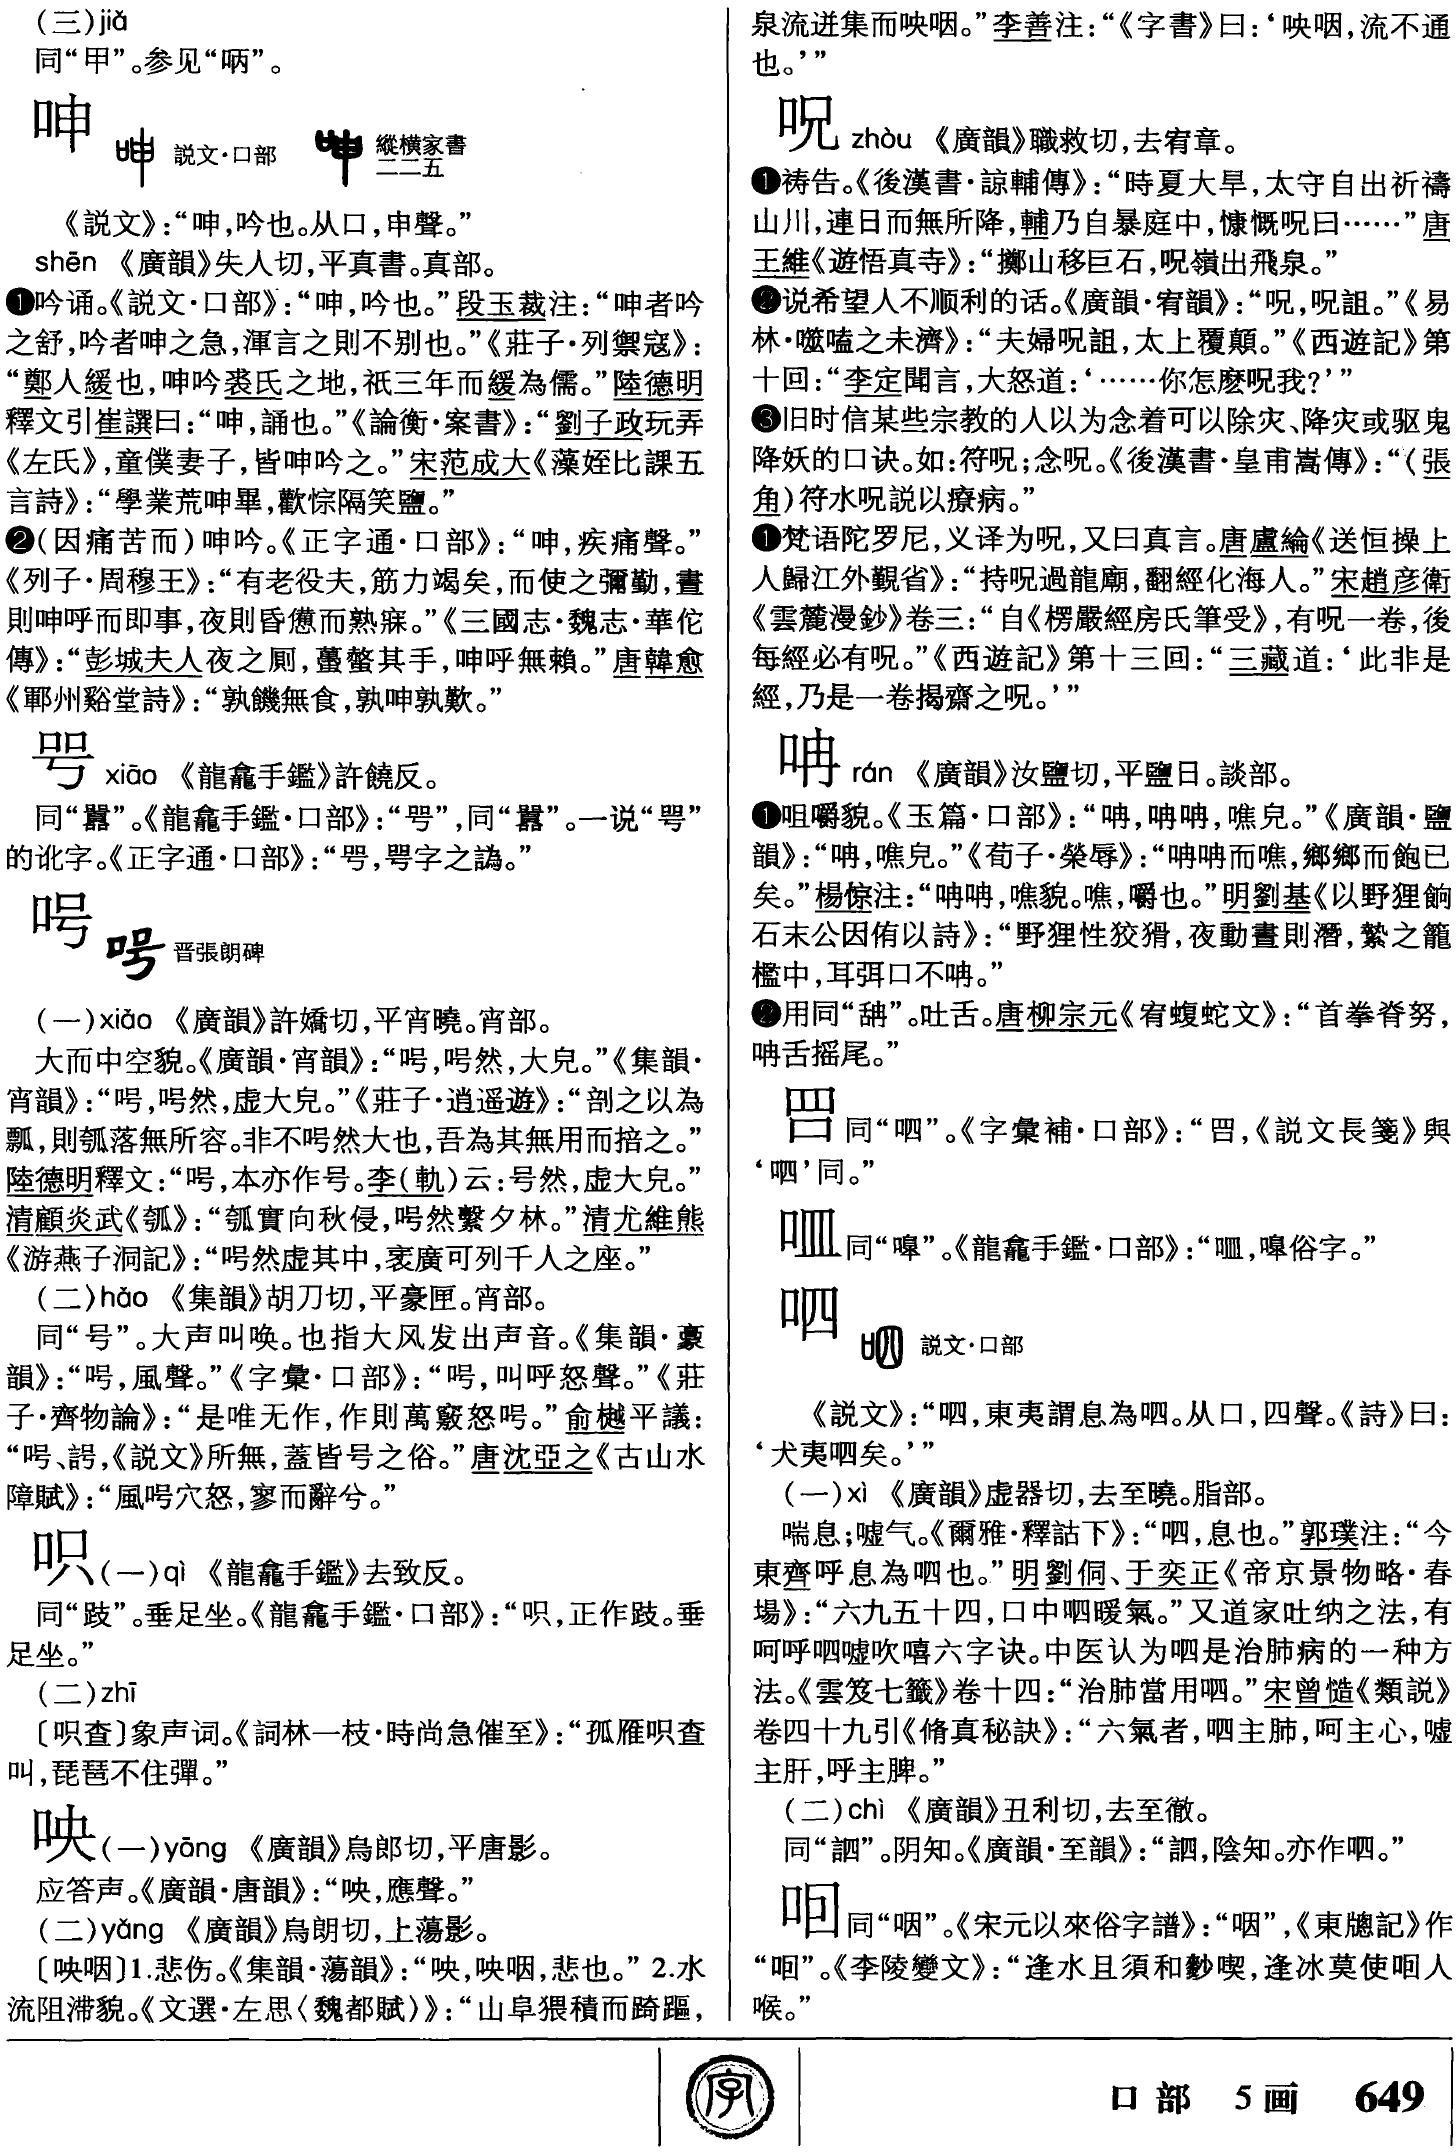 (三)jiǎ
同“甲”。参见“㕸”。
呻 説文·口部 縱横家書
二二五
《説文》：“呻，吟也。从口，申聲。”
shēn 《廣韻》失人切，平真書。真部。
❶吟诵。《説文·口部》：“呻，吟也。”段玉裁注：“呻者吟
之舒，吟者呻之急，渾言之則不别也。”《莊子·列禦寇》：
“鄭人緩也，呻吟裘氏之地，祇三年而緩為儒。”陸德明
釋文引崔譔曰：“呻，誦也。”《論衡·案書》：“劉子政玩弄
《左氏》，童僕妻子，皆呻吟之。”宋范成大《藻姪比課五
言詩》：“學業荒呻畢，歡悰隔笑鹽。”
❷(因痛苦而)呻吟。《正字通·口部》：“呻，疾痛聲。”
《列子·周穆王》：“有老役夫，筋力竭矣，而使之彌勤，晝
則呻呼而即事，夜則昏憊而熟寐。”《三國志·魏志·華佗
傳》：“彭城夫人夜之厠，蠆螫其手，呻呼無賴。”唐韓愈
《鄆州谿堂詩》：“孰饑無食，孰呻孰歎。”
咢 xiāo 《龍龕手鑑》許饒反。
同“嚻”。《龍龕手鑑·口部》：“咢”，同“嚻”。一说“咢”
的讹字。《正字通·口部》：“㖾，咢字之譌。”
呺 晋張朗碑
(一)xiāo 《廣韻》許嬌切，平宵曉。宵部。
大而中空貌。《廣韻·宵韻》：“呺，呺然，大皃。”《集韻·
宵韻》：“呺，呺然，虚大皃。”《莊子·逍遥遊》：“剖之以為
瓢，則瓠落無所容。非不呺然大也，吾為其無用而掊之。”
陸德明釋文：“呺，本亦作号。李(軌)云：号然，虚大皃。”
清顧炎武《瓠》：“瓠實向秋侵，呺然繫夕林。”清尤維熊
《游燕子洞記》：“呺然虚其中，袤廣可列千人之座。”
(二)háo 《集韻》胡刀切，平豪匣。宵部。
同“号”。大声叫唤。也指大风发出声音。《集韻·豪
韻》：“呺，風聲。”《字彙·口部》：“呺，叫呼怒聲。”《莊
子·齊物論》：“是唯无作，作則萬竅怒呺。”俞樾平議：
“呺、謣，《説文》所無，蓋皆号之俗。”唐沈亞之《古山水
障賦》：“風呺穴怒，寥而辭兮。”
呮(一)qì 《龍龕手鑑》去致反。
同“跂”。垂足坐。《龍龕手鑑·口部》：“呮，正作跂。垂
足坐。”
(二)zhī
〔呮查〕象声词。《詞林一枝·時尚急催至》：“孤雁呮查
叫，琵琶不住彈。”
咉(一)yāng 《廣韻》烏郎切，平唐影。
应答声。《廣韻·唐韻》：“咉，應聲。”
(二)yǎng 《廣韻》烏朗切，上蕩影。
〔咉咽〕1.悲伤。《集韻·蕩韻》：“咉，咉咽，悲也。” 2.水
流阻滞貌。《文選·左思〈魏都賦〉》：“山阜猥積而踦䧢，
泉流迸集而咉咽。”李善注：“《字書》曰：‘咉咽，流不通
也。’”
呪 zhòu 《廣韻》職救切，去宥章。
❶祷告。《後漢書·諒輔傳》：“時夏大旱，太守自出祈禱
山川，連日而無所降，輔乃自暴庭中，慷慨呪曰……”唐
王維《遊悟真寺》：“擲山移巨石，呪嶺出飛泉。”
❷说希望人不顺利的话。《廣韻·宥韻》：“呪，呪詛。”《易
林·噬嗑之未濟》：“夫婦呪詛，太上覆顛。”《西遊記》第
十回：“李定聞言，大怒道：‘……你怎麽呪我?’”
❸旧时信某些宗教的人以为念着可以除灾、降灾或驱鬼
降妖的口诀。如：符呪；念呪。《後漢書·皇甫嵩傳》：“(張
角)符水呪説以療病。”
❶梵语陀罗尼，义译为呪，又曰真言。唐盧綸《送恒操上
人歸江外覲省》：“持呪過龍廟，翻經化海人。”宋趙彦衛
《雲麓漫鈔》卷三：“自《楞嚴經房氏筆受》，有呪一卷，後
每經必有呪。”《西遊記》第十三回：“三藏道：‘此非是
經，乃是一卷揭齋之呪。’”
呥 rán 《廣韻》汝鹽切，平鹽日。談部。
❶咀嚼貌。《玉篇·口部》：“呥，呥呥，噍皃。”《廣韻·鹽
韻》：“呥，噍皃。”《荀子·榮辱》：“呥呥而噍，鄉鄉而飽已
矣。”楊倞注：“呥呥，噍貌。噍，嚼也。”明劉基《以野狸餉
石末公因侑以詩》：“野狸性狡猾，夜動晝則潛，縶之籠
檻中，耳弭口不呥。”
❷用同“䑙”。吐舌。唐柳宗元《宥蝮蛇文》：“首拳脊努，
呥舌摇尾。”
𠱾同“呬”。《字彙補·口部》：“𠱾，《説文長箋》與
‘呬’同。”
咺同“嘷”。《龍龕手鑑·口部》：“𠰏，嘷俗字。”
呬 説文·口部
《説文》：“呬，東夷謂息為呬。从口，四聲。《詩》曰：
‘犬夷呬矣。’”
(一)xì 《廣韻》虚器切，去至曉。脂部。
喘息；嘘气。《爾雅·釋詁下》：“呬，息也。”郭璞注：“今
東齊呼息為呬也。”明劉侗、于奕正《帝京景物略·春
場》：“六九五十四，口中呬暖氣。”又道家吐纳之法，有
呵呼呬嘘吹嘻六字诀。中医认为呬是治肺病的一种方
法。《雲笈七籤》卷十四：“治肺當用呬。”宋曾慥《類説》
卷四十九引《脩真秘訣》：“六氣者，呬主肺，呵主心，嘘
主肝，呼主脾。”
(二)chì 《廣韻》丑利切，去至徹。
同“䛗”。阴知。《廣韻·至韻》：“䛗，陰知。亦作呬。”
㖇同“咽”。《宋元以來俗字譜》：“咽”，《東牕記》作
“㖇”。《李陵變文》：“逢水且須和麨喫，逢冰莫使㖇人
喉。”
字
口部 5画 649